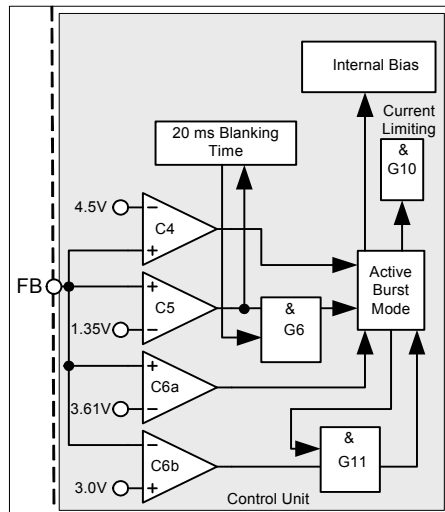 Internal Bias
Current
Limiting
&
G10
20 ms Blanking
Time
4.5V
−
C4
+
FB
+
C5
−
1.35V
&
G6
Active
Burst
Mode
+
C6a
−
3.61V
−
C6b
+
3.0V
&
G11
Control Unit